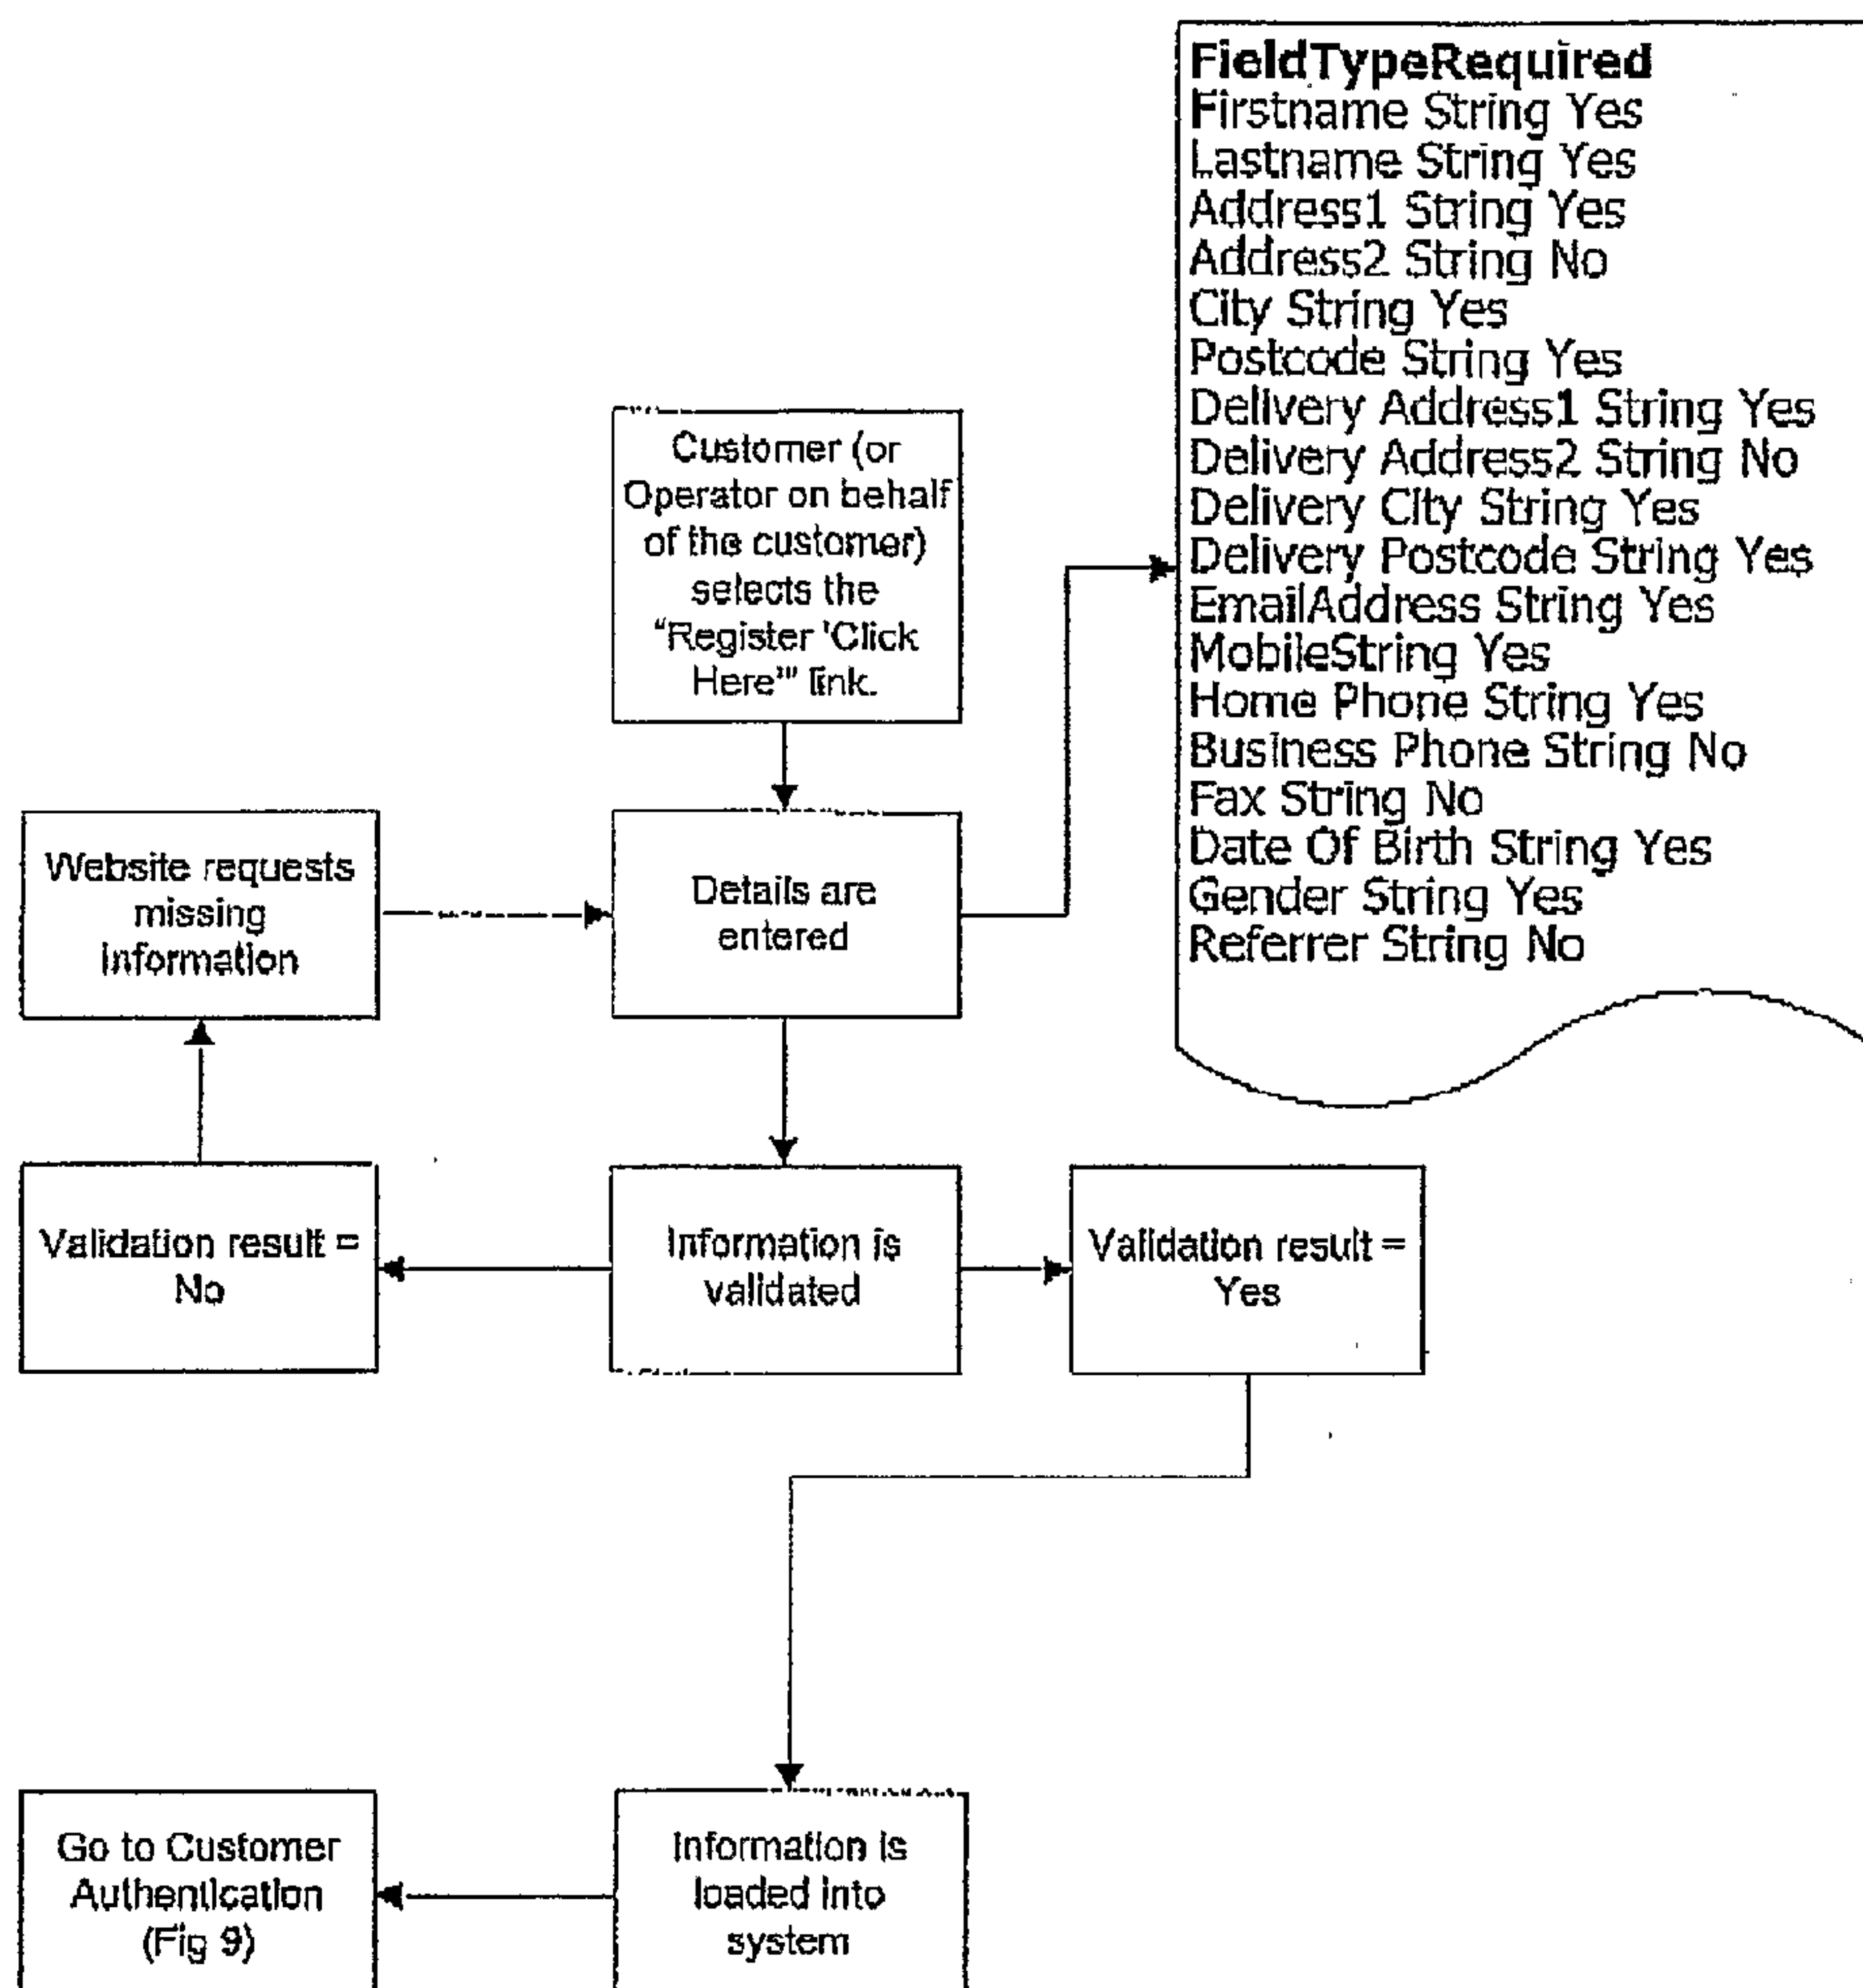 FieldTypeRequired
Firstname String Yes
Lastname String Yes
Address1 String Yes
Address2 String No
City String Yes
Postcode String Yes
Delivery Address1 String Yes
Delivery Address2 String No
Delivery City String Yes
Delivery Postcode String Yes
EmailAddress String Yes
MobileString Yes
Home Phone String Yes
Business Phone String No
Fax String No
Date Of Birth String Yes
Gender String Yes
Referrer String No
Customer (or
Operator on behalf
of the customer)
selects the
“Register 'Click
Here'” link.
Website requests
missing
information
Details are
entered
Validation result =
No
Information is
validated
Validation result =
Yes
Go to Customer
Authentication
(Fig 9)
Information is
loaded into
system